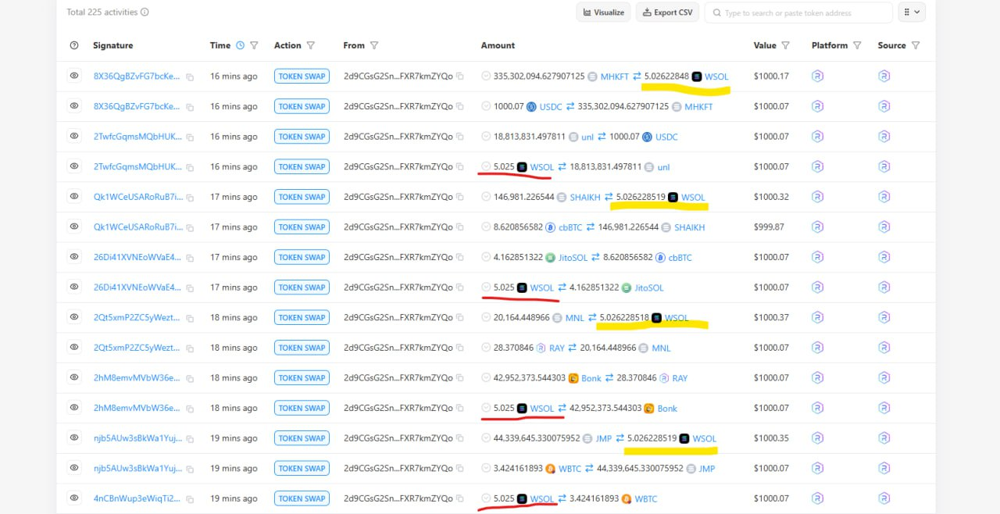 Total 225 activities
Visualize Export CSV Type to search or paste token address
Signature Time Action From Amount Value Platform Source
8X36QgBZvFG7bcKe... 16 mins ago TOKEN SWAP 2d9CGsG2Sn...FXR7kmZYQo 335,302,094.627907125 MHKFT 5.02622848 WSOL $1000.17
8X36QgBZvFG7bcKe... 16 mins ago TOKEN SWAP 2d9CGsG2Sn...FXR7kmZYQo 1000.07 USDC 335,302,094.627907125 MHKFT $1000.07
2TwfcGqmsMQbHUK... 16 mins ago TOKEN SWAP 2d9CGsG2Sn...FXR7kmZYQo 18,813,831.497811 unl 1000.07 USDC $1000.07
2TwfcGqmsMQbHUK... 16 mins ago TOKEN SWAP 2d9CGsG2Sn...FXR7kmZYQo 5.025 WSOL 18,813,831.497811 unl $1000.07
Qk1WCeUSARoRuB7i... 17 mins ago TOKEN SWAP 2d9CGsG2Sn...FXR7kmZYQo 146,981.226544 SHAIKH 5.026228519 WSOL $1000.32
Qk1WCeUSARoRuB7i... 17 mins ago TOKEN SWAP 2d9CGsG2Sn...FXR7kmZYQo 8.620856582 cbBTC 146,981.226544 SHAIKH $999.87
26Di41XVNEoWVaE4... 17 mins ago TOKEN SWAP 2d9CGsG2Sn...FXR7kmZYQo 4.162851322 JitoSOL 8.620856582 cbBTC $1000.07
26Di41XVNEoWVaE4... 17 mins ago TOKEN SWAP 2d9CGsG2Sn...FXR7kmZYQo 5.025 WSOL 4.162851322 JitoSOL $1000.07
2Qt5xmP2ZC5yWezt... 18 mins ago TOKEN SWAP 2d9CGsG2Sn...FXR7kmZYQo 20,164.448966 MNL 5.026228518 WSOL $1000.37
2Qt5xmP2ZC5yWezt... 18 mins ago TOKEN SWAP 2d9CGsG2Sn...FXR7kmZYQo 28.370846 RAY 20,164.448966 MNL $1000.07
2hM8emvMVbW36e... 18 mins ago TOKEN SWAP 2d9CGsG2Sn...FXR7kmZYQo 42,952,373.544303 Bonk 28.370846 RAY $1000.07
2hM8emvMVbW36e... 18 mins ago TOKEN SWAP 2d9CGsG2Sn...FXR7kmZYQo 5.025 WSOL 42,952,373.544303 Bonk $1000.07
njb5AUw3sBkWa1Yuj... 19 mins ago TOKEN SWAP 2d9CGsG2Sn...FXR7kmZYQo 44,339,645.330075952 JMP 5.026228519 WSOL $1000.35
njb5AUw3sBkWa1Yuj... 19 mins ago TOKEN SWAP 2d9CGsG2Sn...FXR7kmZYQo 3.424161893 WBTC 44,339,645.330075952 JMP $1000.07
4nCBnWup3eWiqTi2... 19 mins ago TOKEN SWAP 2d9CGsG2Sn...FXR7kmZYQo 5.025 WSOL 3.424161893 WBTC $1000.07